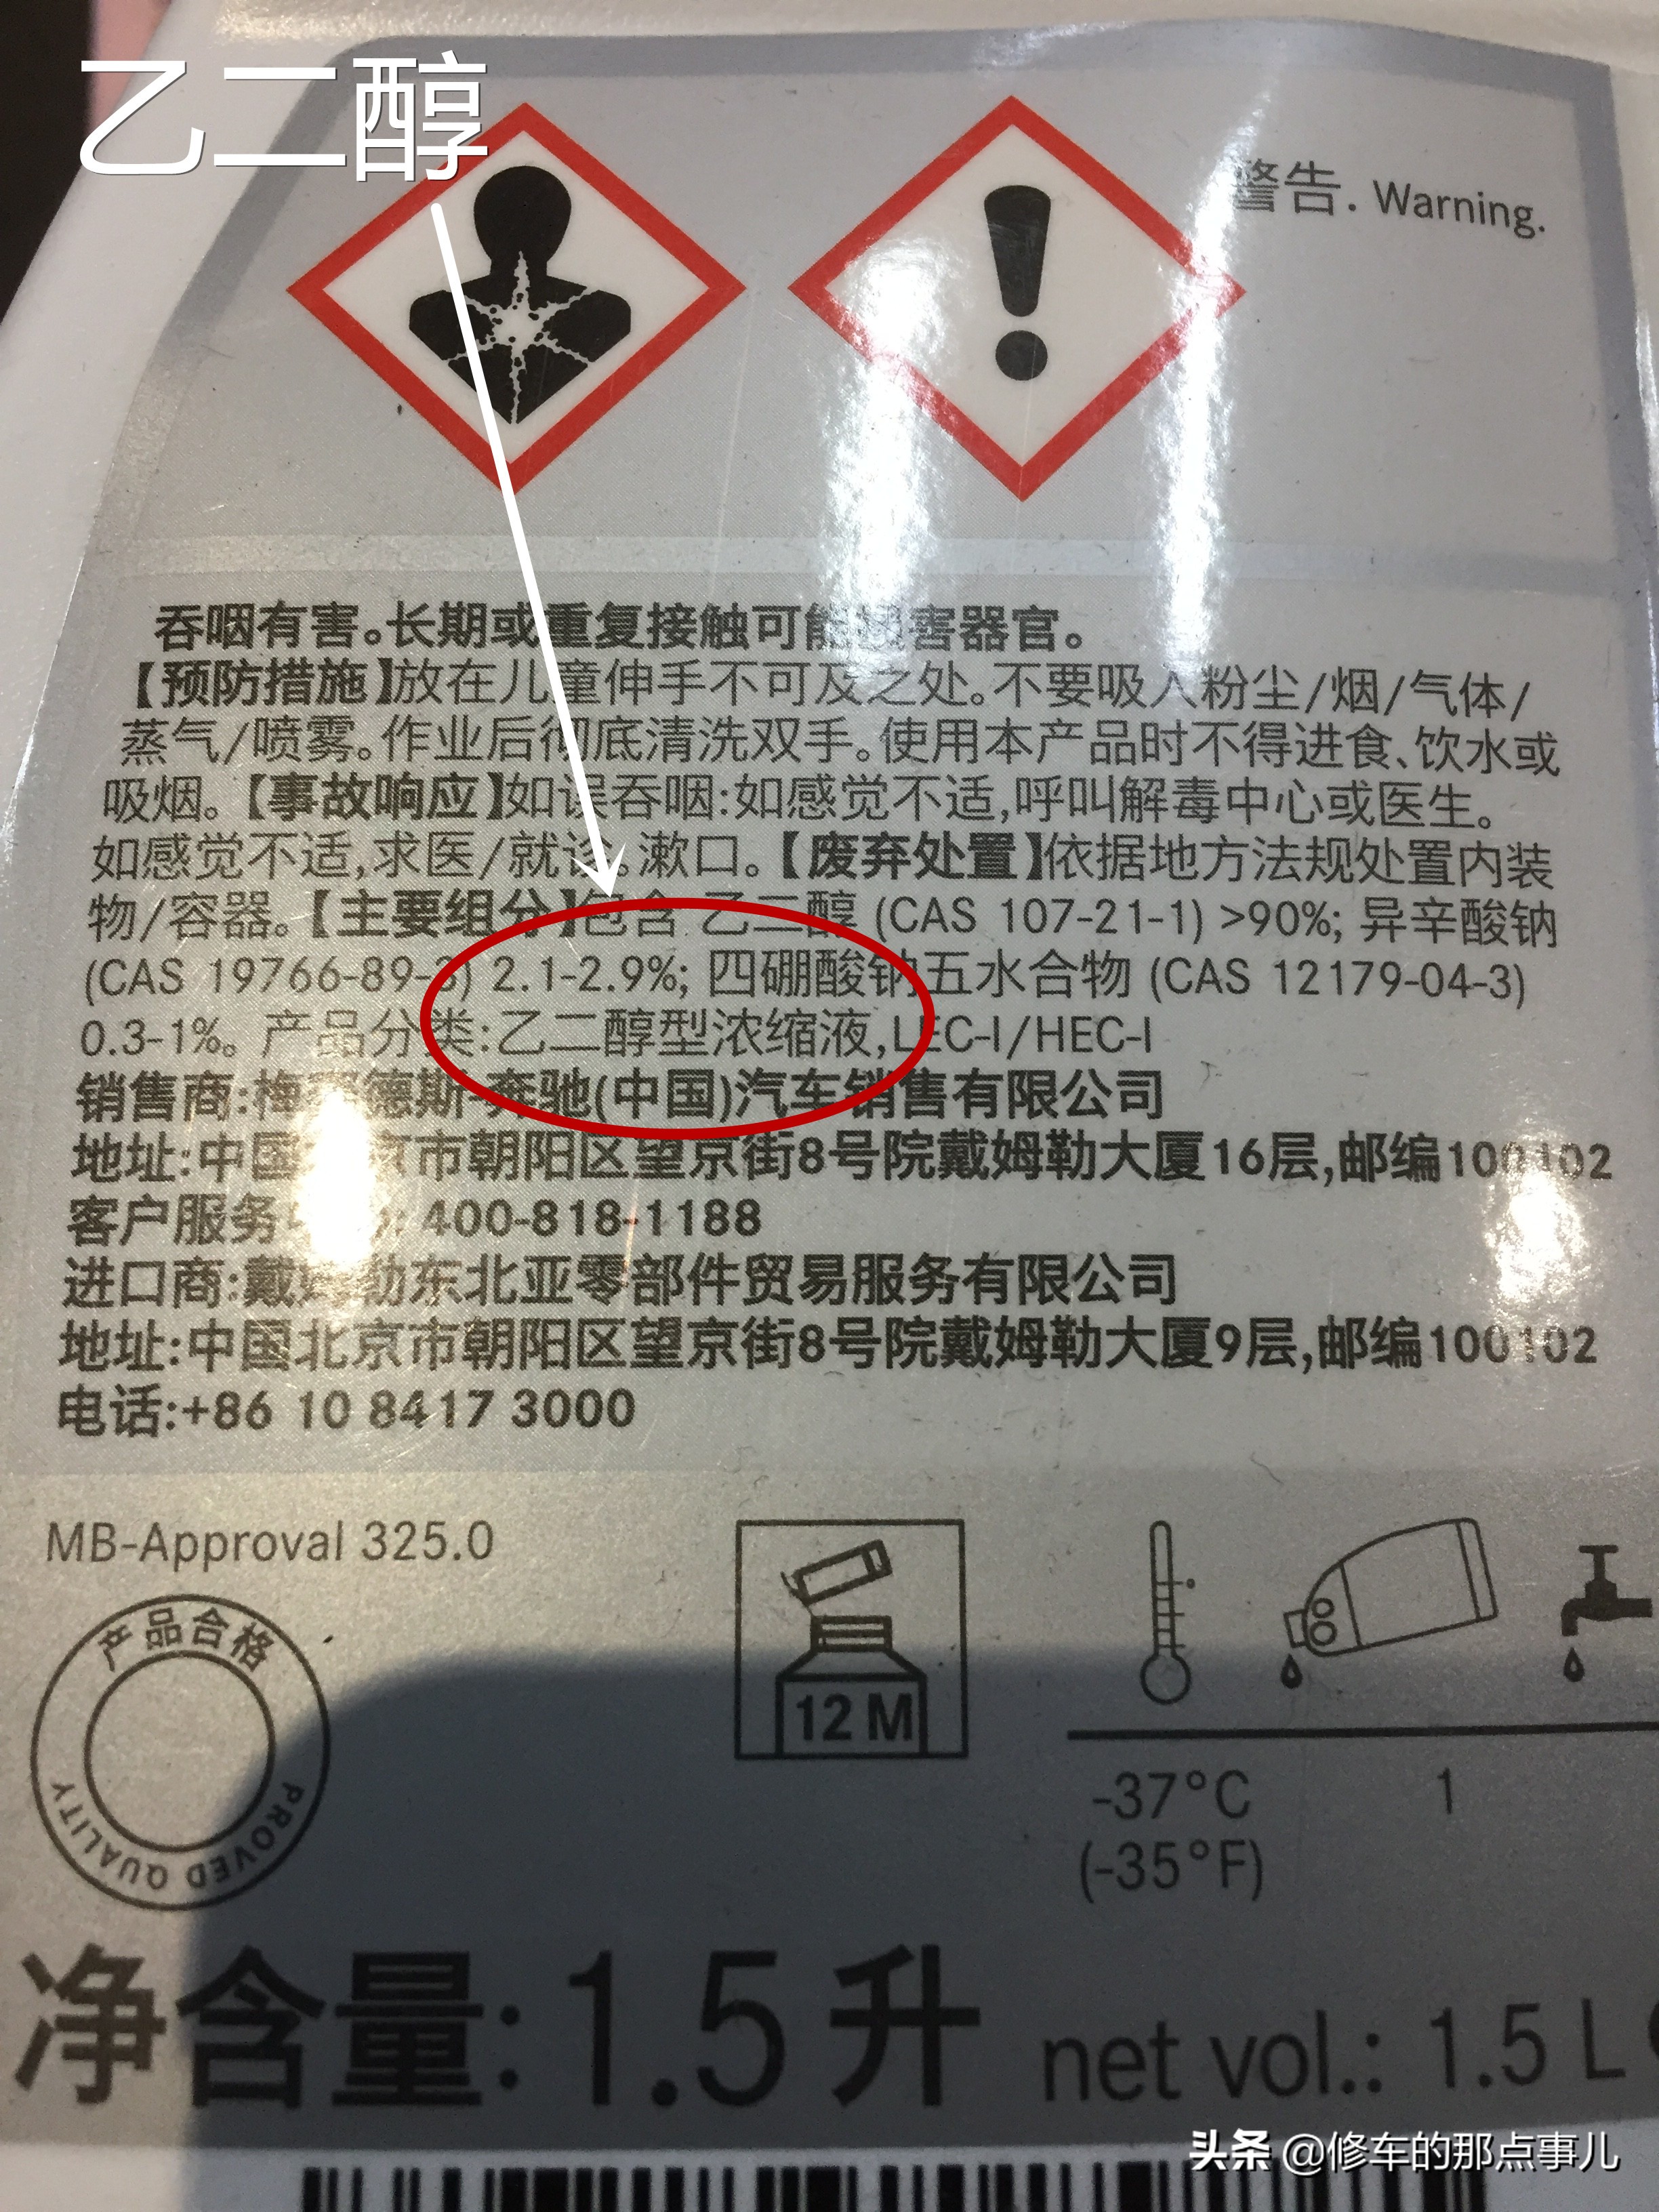 乙二醇
警告. Warning.
吞咽有害。长期或重复接触可能损害器官。
【预防措施】放在儿童伸手不可及之处。不要吸入粉尘/烟/气体/
蒸气/喷雾。作业后彻底清洗双手。使用本产品时不得进食、饮水或
吸烟。【事故响应】如误吞咽:如感觉不适,呼叫解毒中心或医生。
如感觉不适,求医/就诊。漱口。【废弃处置】依据地方法规处置内装
物/容器。【主要组分】包含 乙二醇 (CAS 107-21-1) >90%; 异辛酸钠
(CAS 19766-89-3) 2.1-2.9%; 四硼酸钠五水合物 (CAS 12179-04-3)
0.3-1%。产品分类:乙二醇型浓缩液,LEC-I/HEC-I
销售商:梅德斯-奔驰(中国)汽车销售有限公司
地址:中国京市朝阳区望京街8号院戴姆勒大厦16层,邮编100102
客户服务: 400-818-1188
进口商:戴姆勒东北亚零部件贸易服务有限公司
地址:中国北京市朝阳区望京街8号院戴姆勒大厦9层,邮编100102
电话:+86 10 8417 3000
MB-Approval 325.0
产品合格
PROVED QUALITY
12 M
-37°C 1
(-35°F)
净含量:1.5升 net vol.: 1.5 L
头条 @修车的那点事儿